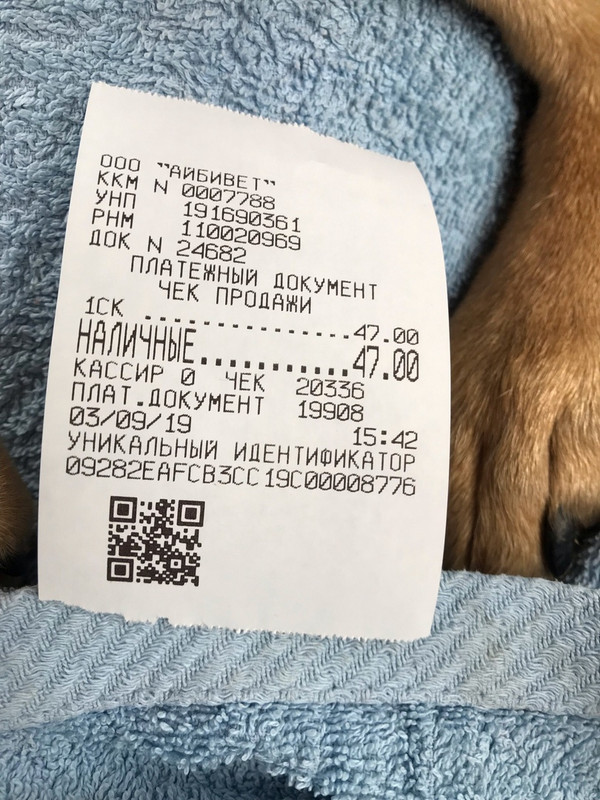 ООО "АЙБИВЕТ"
ККМ N 0007788
УНП 191690361
РНМ 110020969
ДОК N 24682
ПЛАТЕЖНЫЙ ДОКУМЕНТ
ЧЕК ПРОДАЖИ
1СК ................47.00
НАЛИЧНЫЕ...........47.00
КАССИР 0 ЧЕК 20336
ПЛАТ.ДОКУМЕНТ 19908
03/09/19 15:42
УНИКАЛЬНЫЙ ИДЕНТИФИКАТОР
09282EAFCB3CC19C00008776